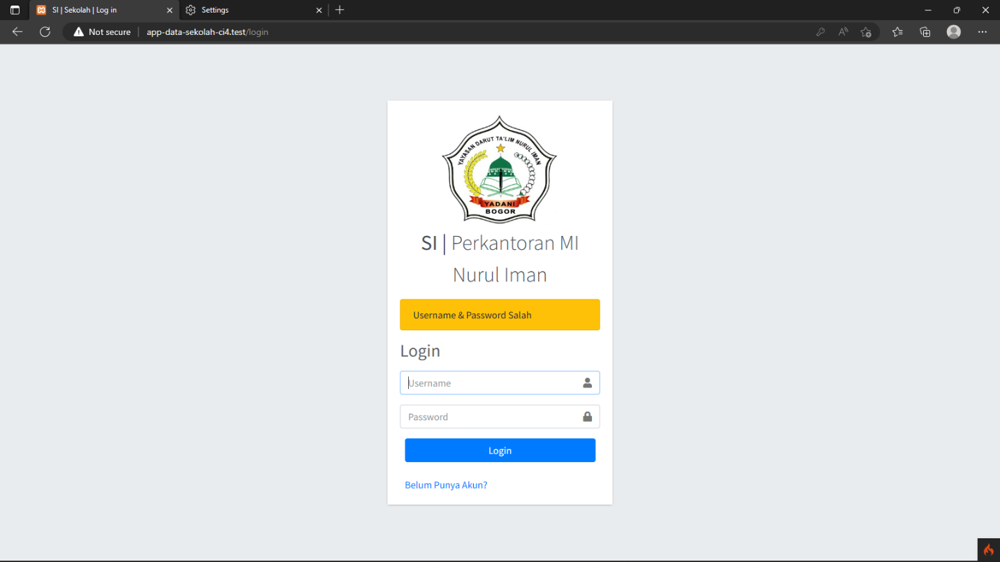 SI | Sekolah | Log in
Settings
Not secure
app-data-sekolah-ci4.test/login
YAYASAN DARUT TA'LIM NURUL IMAN
YADANI
BOGOR
SI | Perkantoran MI
Nurul Iman
Username & Password Salah
Login
Username
Password
Login
Belum Punya Akun?